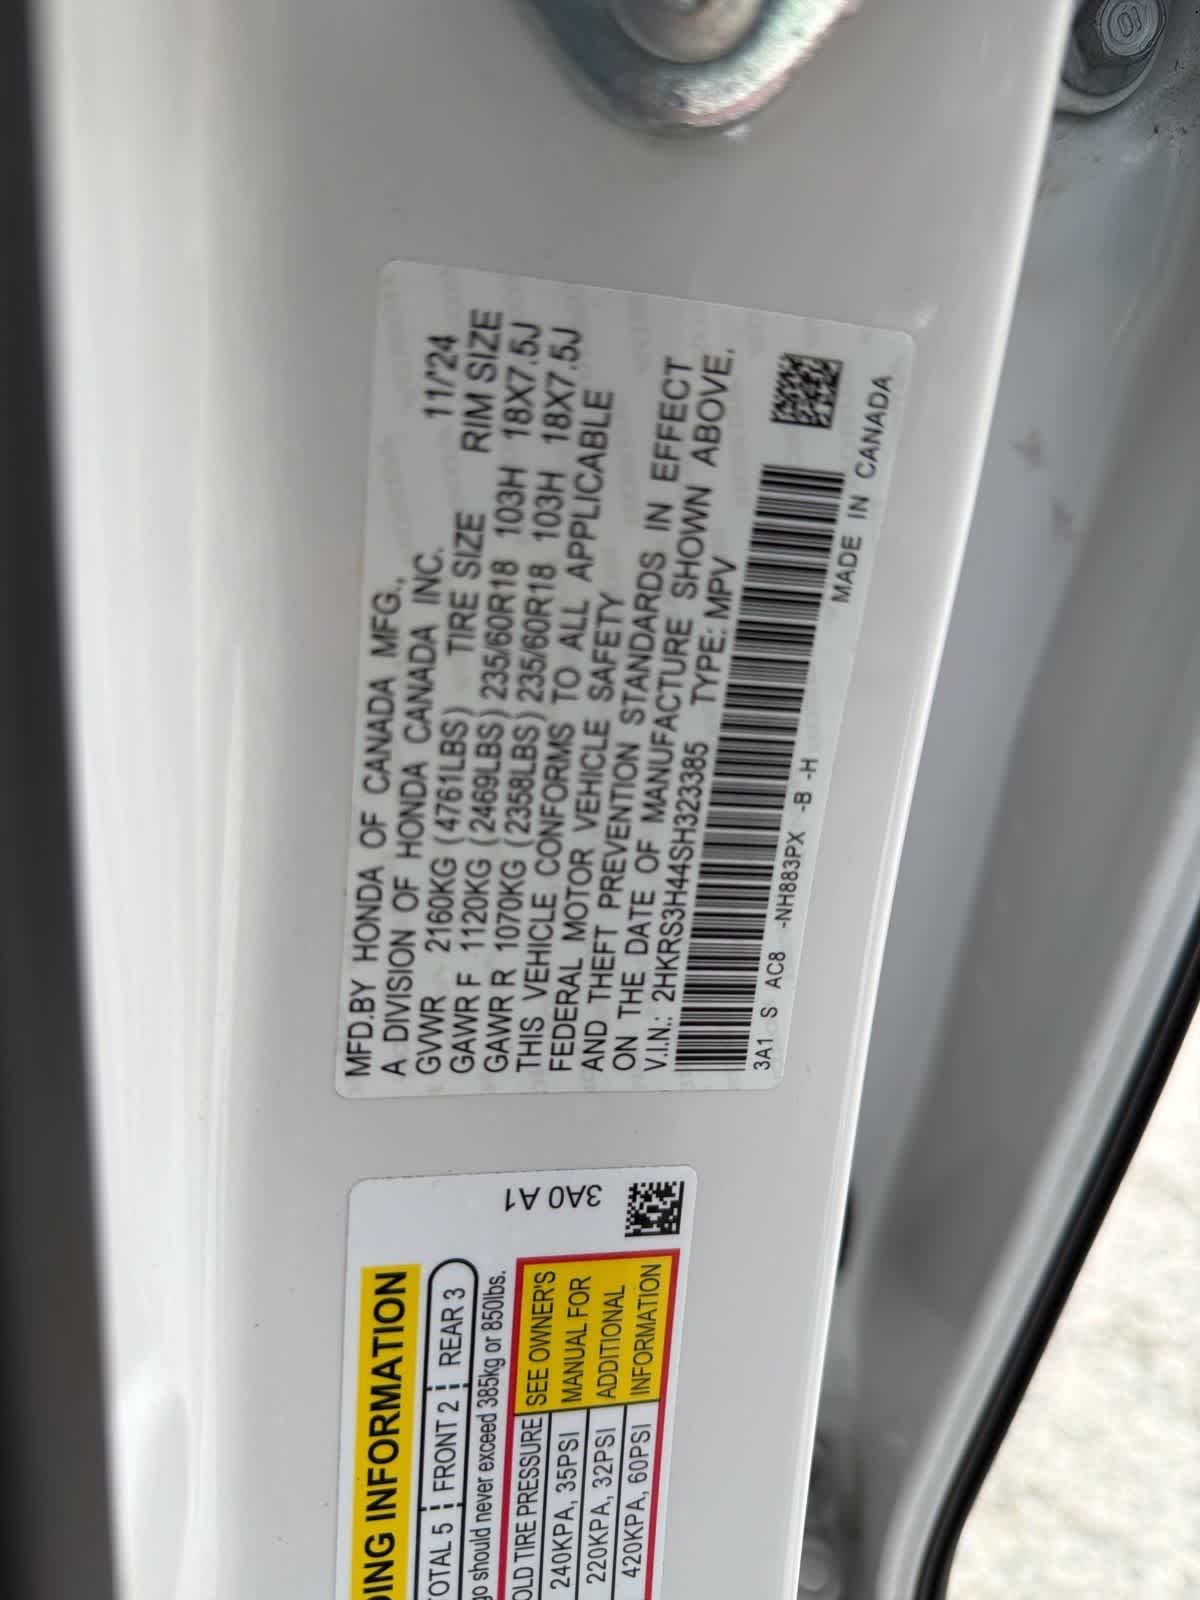 MFD.BY HONDA OF CANADA MFG.,
A DIVISION OF HONDA CANADA INC. 11/'24
GVWR 2160KG (4761LBS) TIRE SIZE RIM SIZE
GAWR F 1120KG (2469LBS) 235/60R18 103H 18X7.5J
GAWR R 1070KG (2358LBS) 235/60R18 103H 18X7.5J
THIS VEHICLE CONFORMS TO ALL APPLICABLE
FEDERAL MOTOR VEHICLE SAFETY
AND THEFT PREVENTION STANDARDS IN EFFECT
ON THE DATE OF MANUFACTURE SHOWN ABOVE.
V.I.N.: 2HKRS3H44SH323385 TYPE: MPV
3A1 S AC8 -NH883PX -B -H
MADE IN CANADA
3A0 A1
INFORMATION
TOTAL 5 FRONT 2 REAR 3
should never exceed 385kg or 850lbs.
TIRE PRESSURE
240KPA, 35PSI
220KPA, 32PSI
420KPA, 60PSI
SEE OWNER'S
MANUAL FOR
ADDITIONAL
INFORMATION